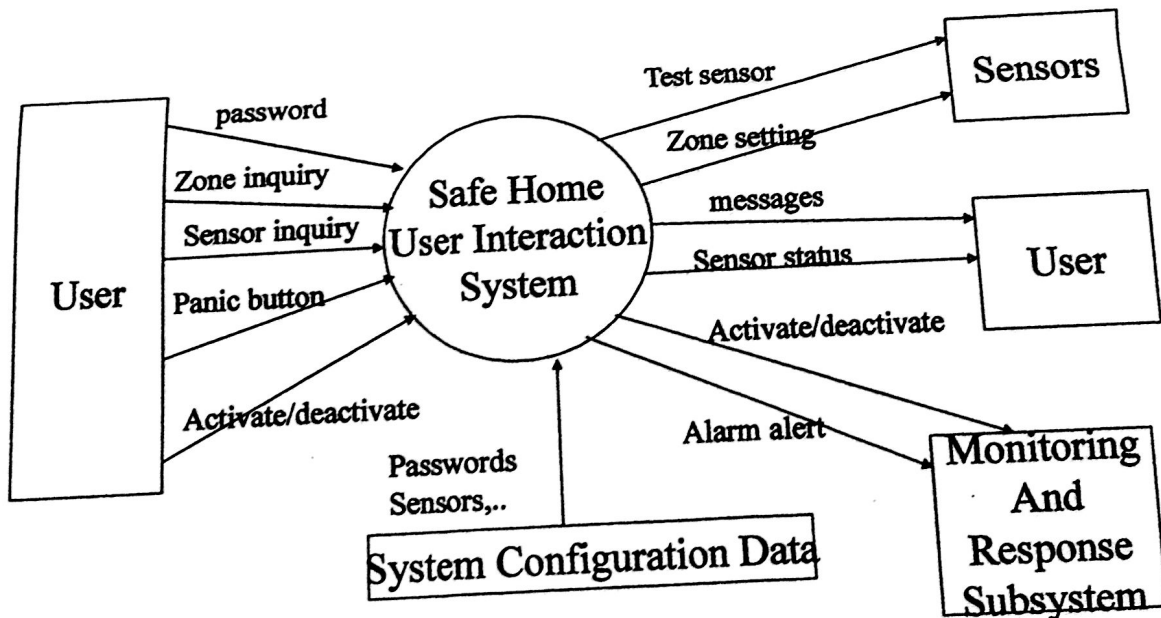 password
Zone inquiry
Sensor inquiry
User
Panic button
Activate/deactivate
Safe Home
User Interaction
System
Test sensor
Zone setting
messages
Sensor status
Activate/deactivate
Alarm alert
Sensors
User
Monitoring
And
Response
Subsystem
Passwords
Sensors,..
System Configuration Data